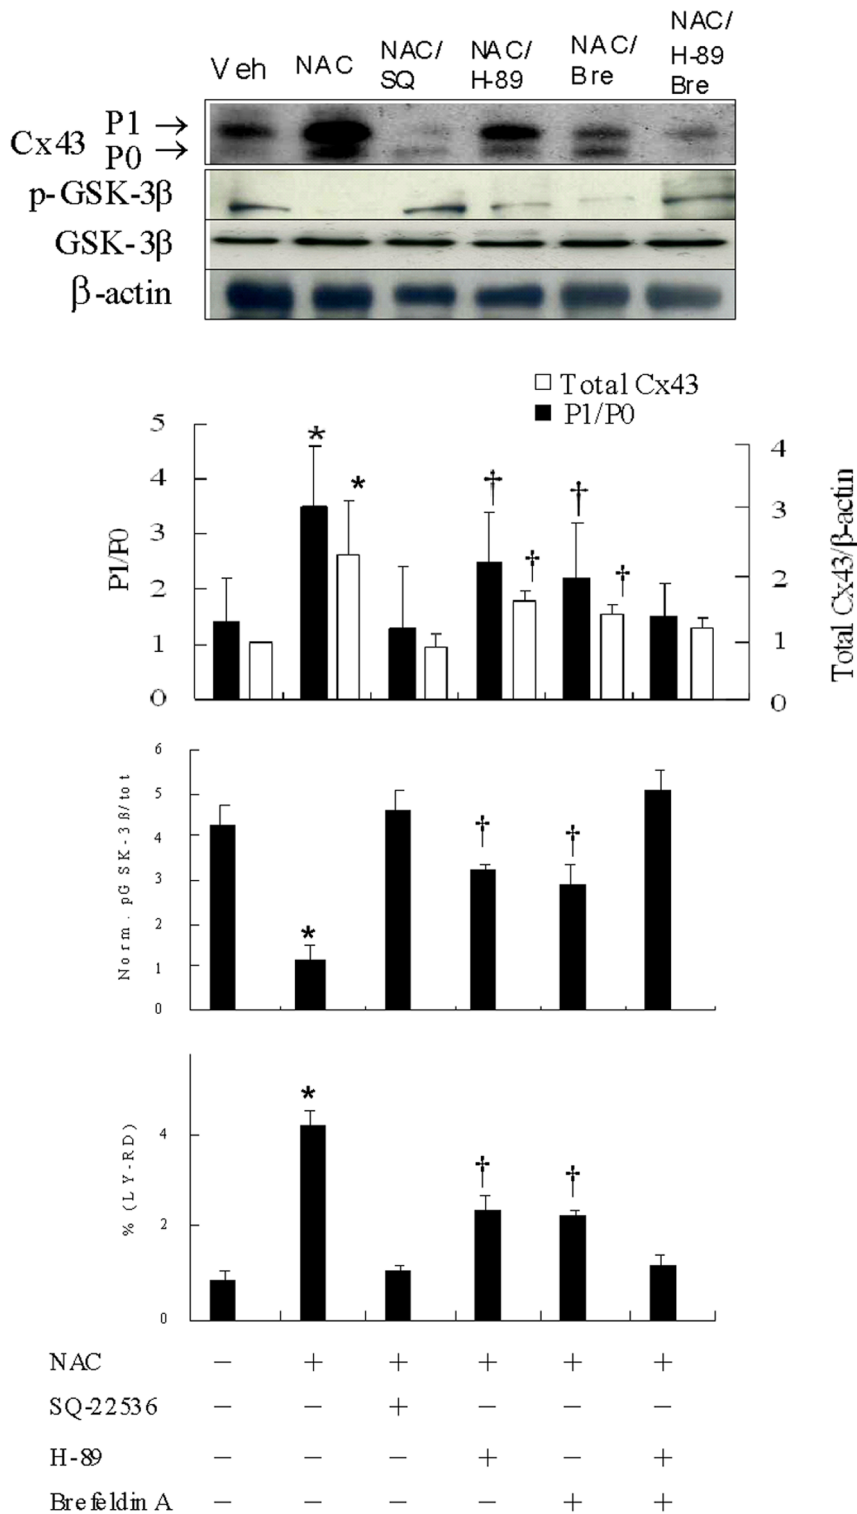 Veh NAC NAC/SQ NAC/H-89 NAC/Bre NAC/H-89 Bre
Cx43 P1 →
P0 →
p-GSK-3β
GSK-3β
β-actin
Total Cx43
P1/P0
5
4
3
2
1
0
P1/P0
* * † † † †
4
3
2
1
0
Total Cx43/β-actin
6
5
4
3
2
1
0
Norm. pGSK-3ß/tot
* † †
4
2
0
% (LY-RD)
* † †
NAC − + + + + +
SQ-22536 − − + − − −
H-89 − − − + − +
Brefeldin A − − − − + +